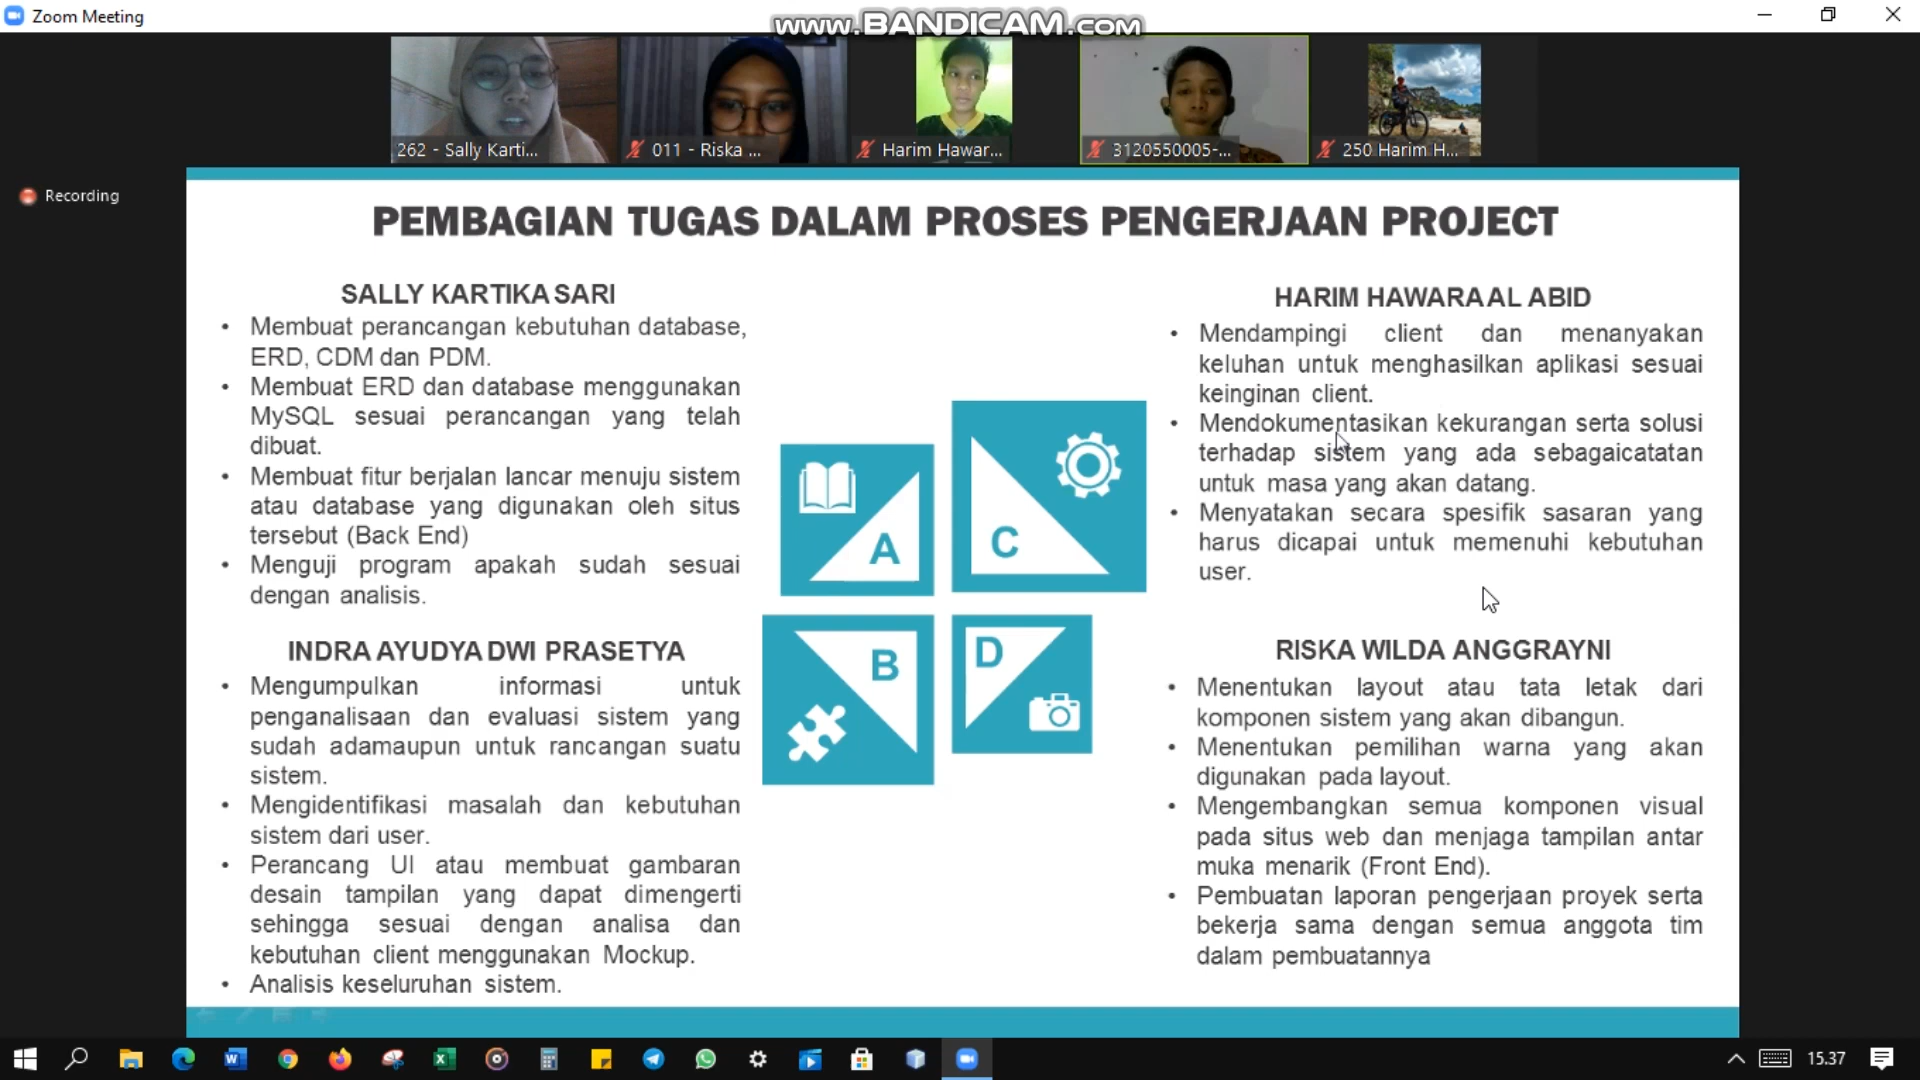 Zoom Meeting
www.BANDICAM.com
262 - Sally Karti...
011 - Riska ...
Harim Hawar...
3120550005-...
250 Harim H...
Recording
PEMBAGIAN TUGAS DALAM PROSES PENGERJAAN PROJECT
SALLY KARTIKA SARI
• Membuat perancangan kebutuhan database,
ERD, CDM dan PDM.
• Membuat ERD dan database menggunakan
MySQL sesuai perancangan yang telah
dibuat.
• Membuat fitur berjalan lancar menuju sistem
atau database yang digunakan oleh situs
tersebut (Back End)
• Menguji program apakah sudah sesuai
dengan analisis.
INDRA AYUDYA DWI PRASETYA
• Mengumpulkan informasi untuk
penganalisaan dan evaluasi sistem yang
sudah adamaupun untuk rancangan suatu
sistem.
• Mengidentifikasi masalah dan kebutuhan
sistem dari user.
• Perancang UI atau membuat gambaran
desain tampilan yang dapat dimengerti
sehingga sesuai dengan analisa dan
kebutuhan client menggunakan Mockup.
• Analisis keseluruhan sistem.
A
C
B
D
HARIM HAWARA AL ABID
• Mendampingi client dan menanyakan
keluhan untuk menghasilkan aplikasi sesuai
keinginan client.
• Mendokumentasikan kekurangan serta solusi
terhadap sistem yang ada sebagaicatatan
untuk masa yang akan datang.
• Menyatakan secara spesifik sasaran yang
harus dicapai untuk memenuhi kebutuhan
user.
RISKA WILDA ANGGRAYNI
• Menentukan layout atau tata letak dari
komponen sistem yang akan dibangun.
• Menentukan pemilihan warna yang akan
digunakan pada layout.
• Mengembangkan semua komponen visual
pada situs web dan menjaga tampilan antar
muka menarik (Front End).
• Pembuatan laporan pengerjaan proyek serta
bekerja sama dengan semua anggota tim
dalam pembuatannya
15.37